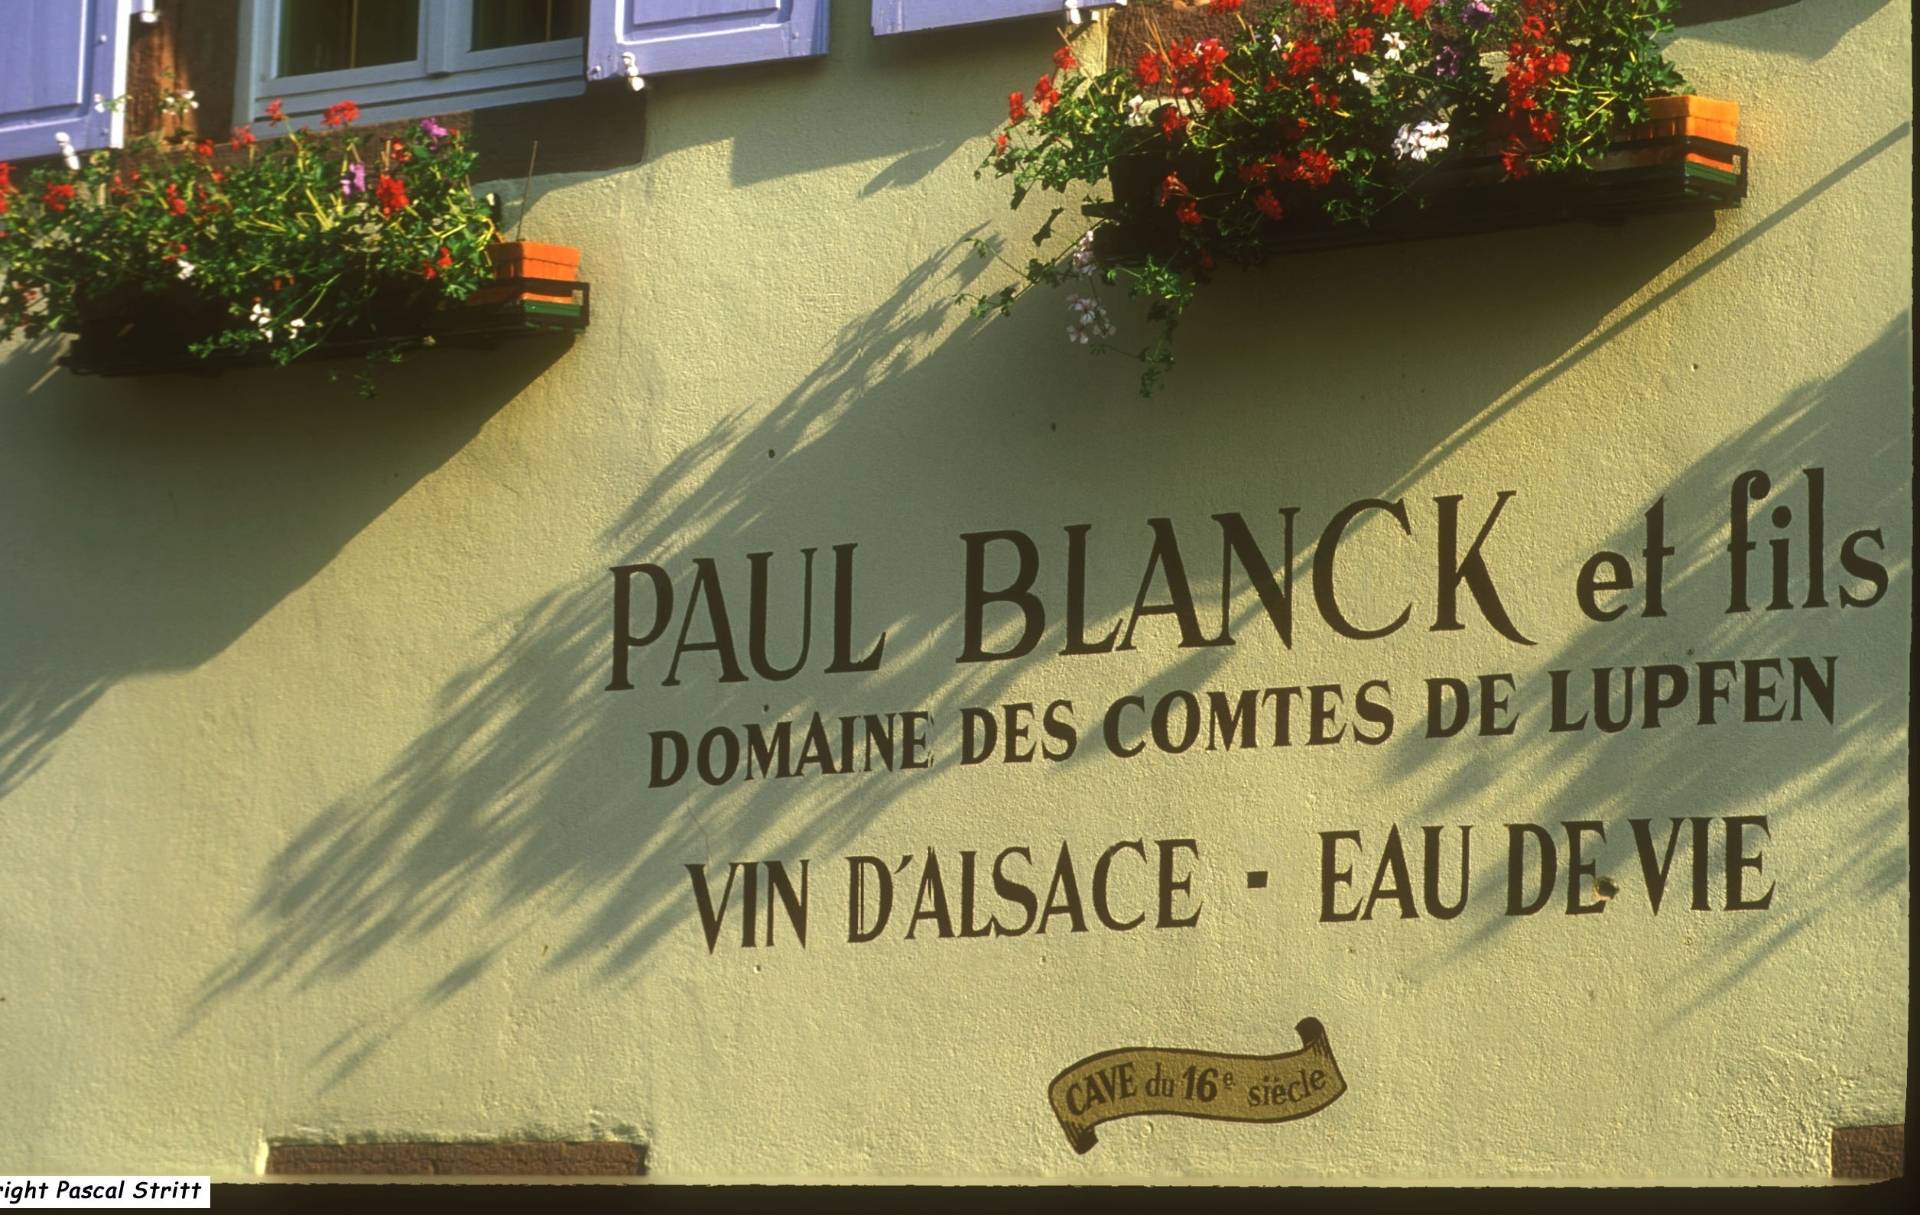 PAUL BLANCK et fils
DOMAINE DES COMTES DE LUPFEN
VIN D'ALSACE - EAU DE VIE
CAVE du 16e siècle
right Pascal Stritt